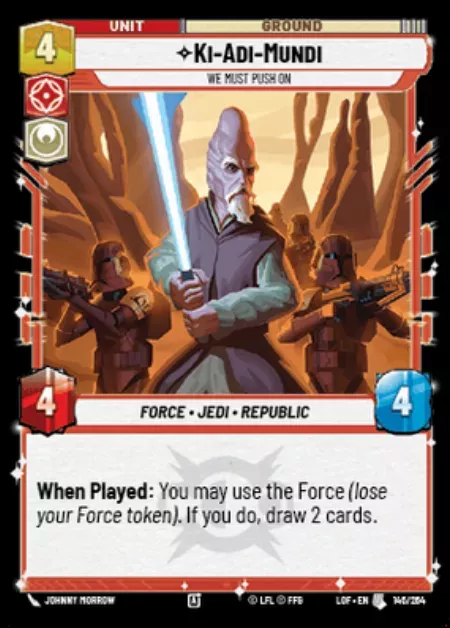 UNIT GROUND
4
KI-ADI-MUNDI
WE MUST PUSH ON
4
FORCE • JEDI • REPUBLIC
4
When Played: You may use the Force (lose
your Force token). If you do, draw 2 cards.
JOHNNY MORROW A © LFL © FFG LOF • EN 146/264